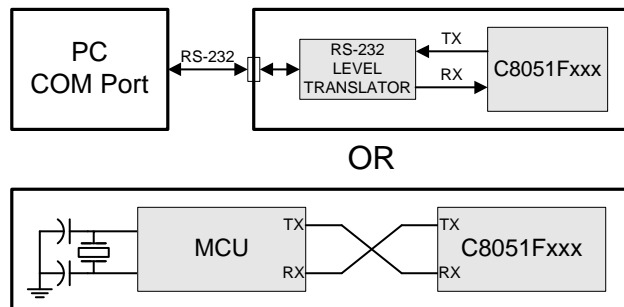 PC
COM Port
RS-232
RS-232
LEVEL
TRANSLATOR
TX
RX
C8051Fxxx
OR
MCU
TX
RX
TX
RX
C8051Fxxx